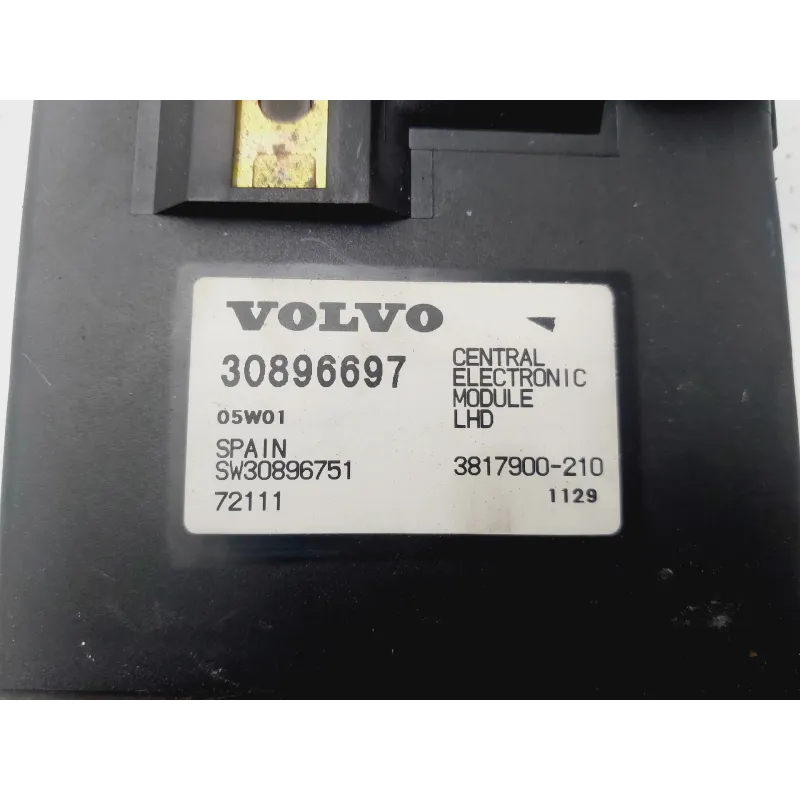 VOLVO
30896697
CENTRAL
ELECTRONIC
MODULE
LHD
05W01
SPAIN
SW30896751
3817900-210
72111
1129